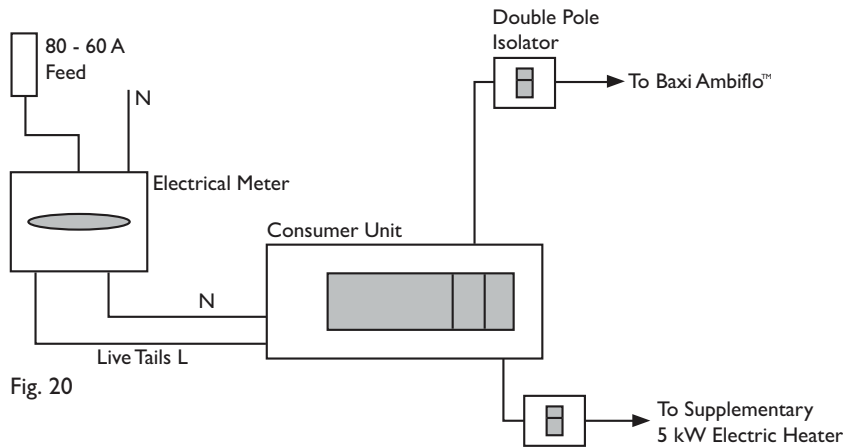 Double Pole
Isolator
80 - 60 A
Feed
To Baxi Ambiflo™
N
Electrical Meter
Consumer Unit
N
Live Tails L
Fig. 20
To Supplementary
5 kW Electric Heater